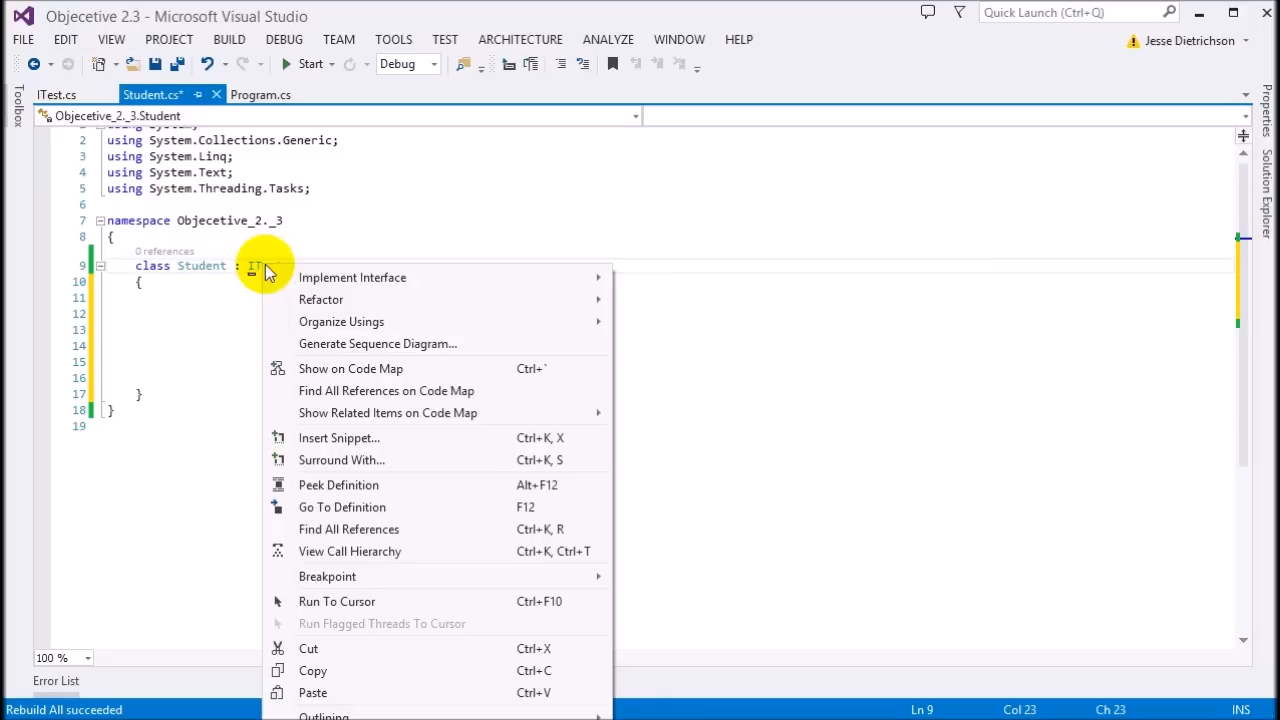 Objecetive 2.3 - Microsoft Visual Studio
Quick Launch (Ctrl+Q)
FILE EDIT VIEW PROJECT BUILD DEBUG TEAM TOOLS TEST ARCHITECTURE ANALYZE WINDOW HELP
Jesse Dietrichson
Start Debug
Toolbox
ITest.cs Student.cs* Program.cs
Properties
Solution Explorer
Objecetive_2._3.Student
1 using System;
2 using System.Collections.Generic;
3 using System.Linq;
4 using System.Text;
5 using System.Threading.Tasks;
6
7 namespace Objecetive_2._3
8 {
0 references
9 class Student : IT
10 {
11
12
13
14
15
16
17 }
18 }
19
Implement Interface
Refactor
Organize Usings
Generate Sequence Diagram...
Show on Code Map Ctrl+`
Find All References on Code Map
Show Related Items on Code Map
Insert Snippet... Ctrl+K, X
Surround With... Ctrl+K, S
Peek Definition Alt+F12
Go To Definition F12
Find All References Ctrl+K, R
View Call Hierarchy Ctrl+K, Ctrl+T
Breakpoint
Run To Cursor Ctrl+F10
Run Flagged Threads To Cursor
Cut Ctrl+X
Copy Ctrl+C
Paste Ctrl+V
Outlining
100 %
Error List
Rebuild All succeeded Ln 9 Col 23 Ch 23 INS